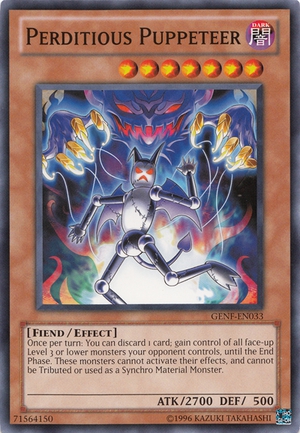 PERDITIOUS PUPPETEER
DARK
闇
GENF-EN033
[FIEND / EFFECT]
Once per turn: You can discard 1 card; gain control of all face-up
Level 3 or lower monsters your opponent controls, until the End
Phase. These monsters cannot activate their effects, and cannot
be Tributed or used as a Synchro Material Monster.
ATK/2700 DEF/ 500
71564150
©1996 KAZUKI TAKAHASHI